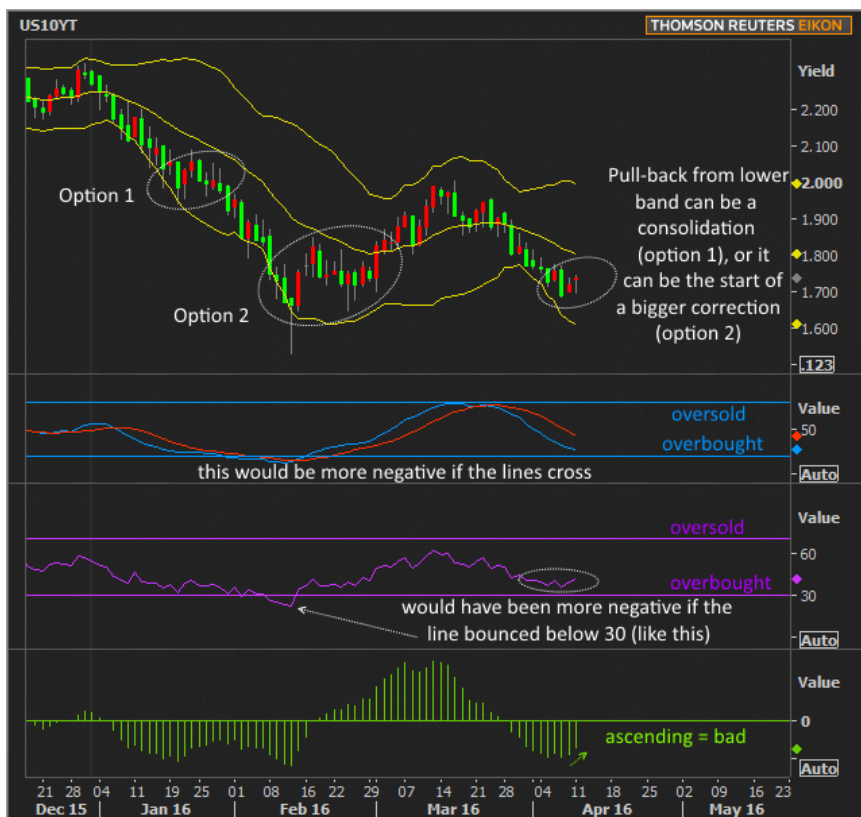 US10YT
THOMSON REUTERS EIKON
Yield
2.200
2.100
2.000
1.900
1.800
1.700
1.600
.123
Option 1
Option 2
Pull-back from lower
band can be a
consolidation
(option 1), or it
can be the start of
a bigger correction
(option 2)
Value
oversold
50
overbought
this would be more negative if the lines cross
Auto
Value
oversold
60
overbought
30
would have been more negative if the
line bounced below 30 (like this)
Auto
Value
0
ascending = bad
Auto
21 28 04 11 19 25 01 08 16 22 29 07 14 21 28 04 11 18 25 02 09 16 23
Dec 15 Jan 16 Feb 16 Mar 16 Apr 16 May 16